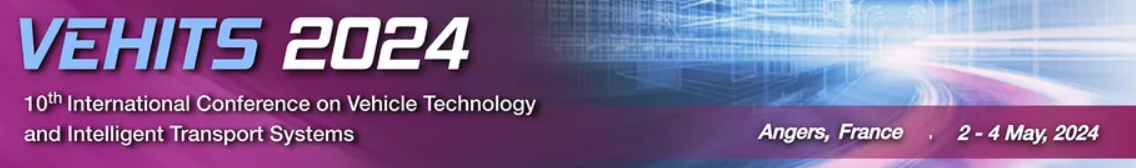 VEHITS 2024
10th International Conference on Vehicle Technology
and Intelligent Transport Systems
Angers, France . 2 - 4 May, 2024